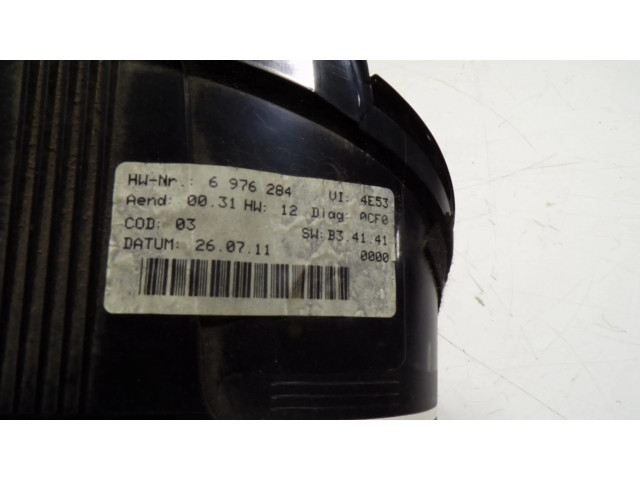 HW-Nr.: 6 976 284 VI: 4E53
Aend: 00.31 HW: 12 Diag: 0CF0
COD: 03 SW: B3.41.41
DATUM: 26.07.11 0000